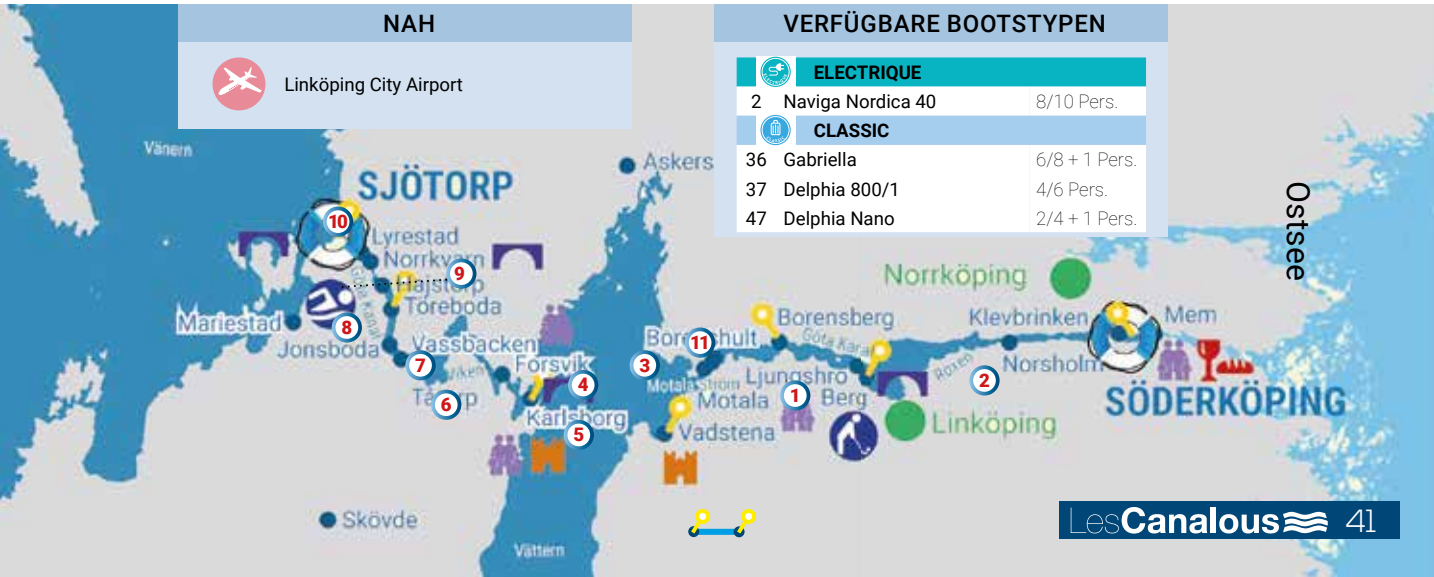 NAH
Linköping City Airport
VERFÜGBARE BOOTSTYPEN
ELECTRIQUE
2 Naviga Nordica 40 8/10 Pers.
CLASSIC
36 Gabriella 6/8 + 1 Pers.
37 Delphia 800/1 4/6 Pers.
47 Delphia Nano 2/4 + 1 Pers.
Vänern
Askers
SJÖTORP
10
Lyrestad
Norrkvarn
9
Hajstorp
Töreboda
Göta Kanal
Mariestad
8
Jonsboda
Vassbacken
7
Viken
6
Forsvik
4
Karlsborg
5
3
11
Borensberg
Göta Kana
Motala Ström
Motala
Vadstena
Ljungsbro
1
Berg
Roxen
2
Norrköping
Linköping
Klevbrinken
Norsholm
Mem
SÖDERKÖPING
Ostsee
Skövde
Vättern
LesCanalous 41